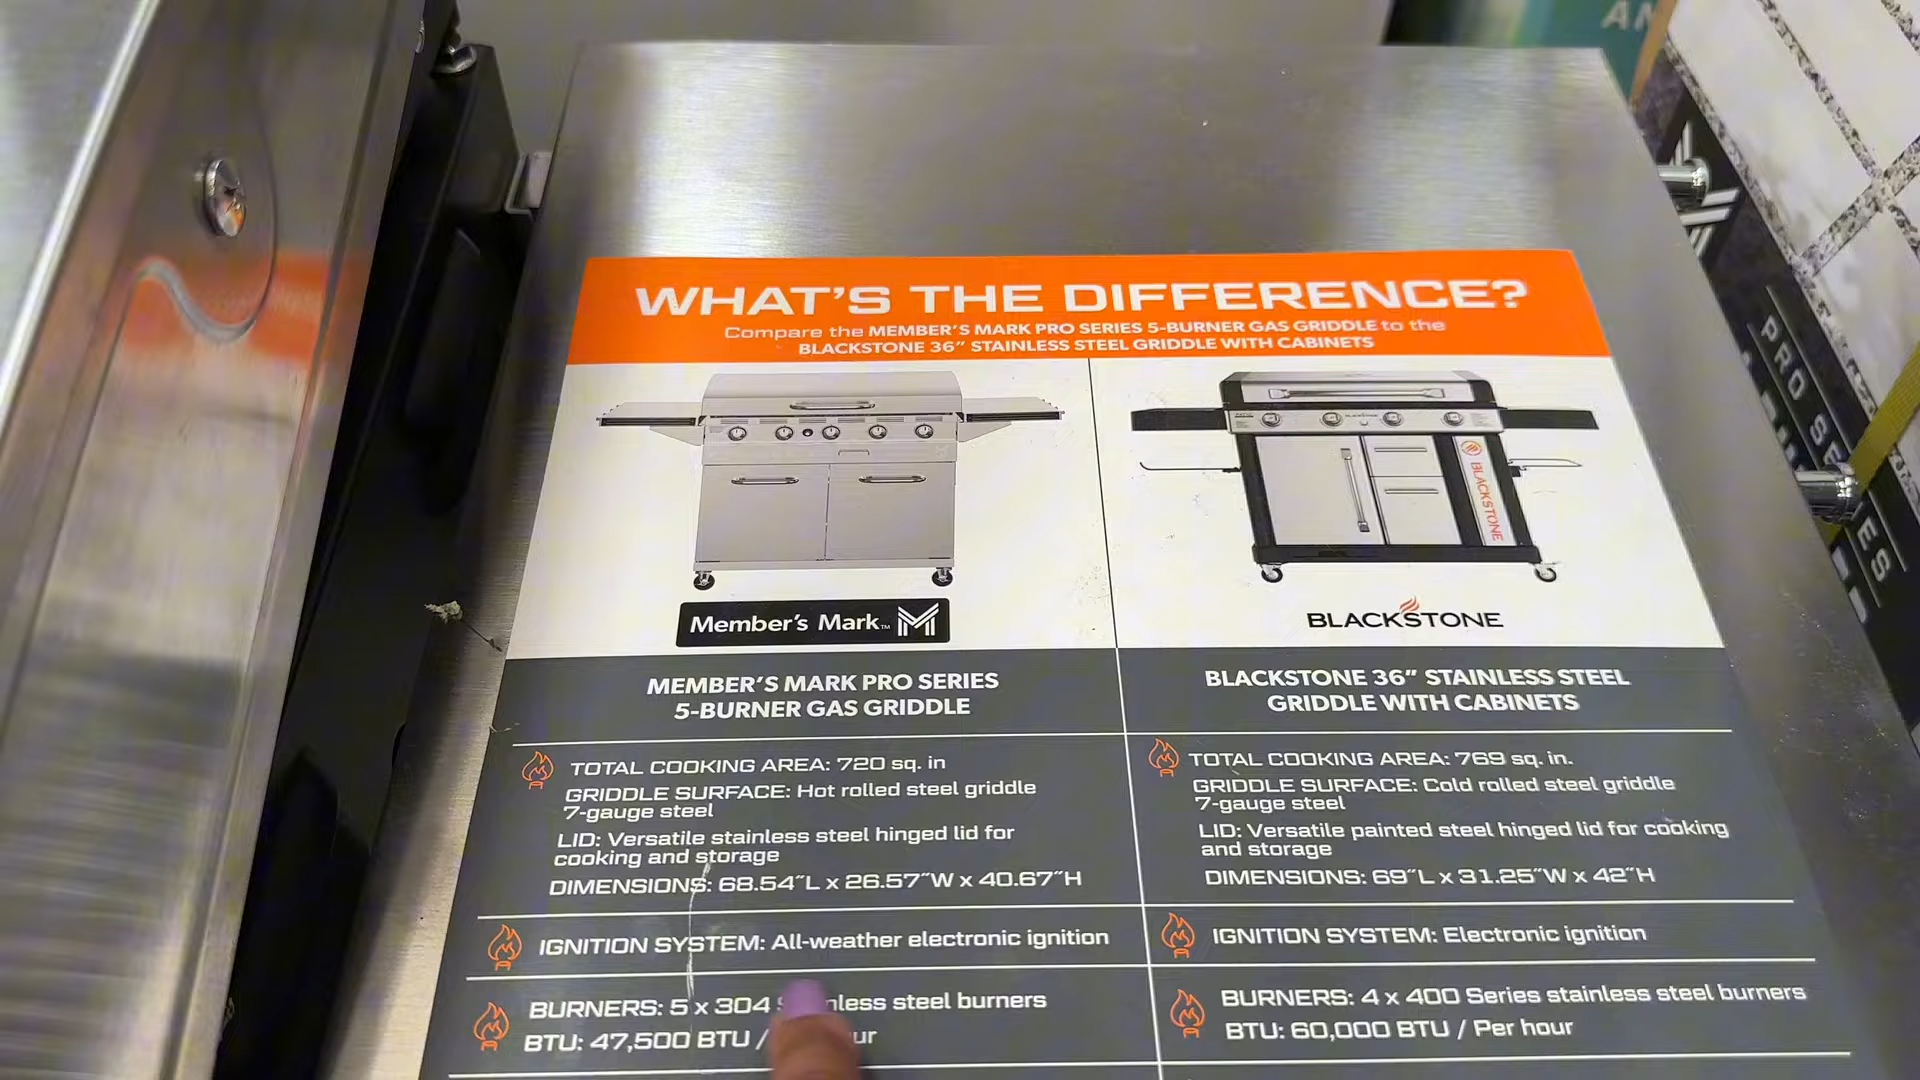 AN
WHAT'S THE DIFFERENCE?
Compare the MEMBER'S MARK PRO SERIES 5-BURNER GAS GRIDDLE to the
BLACKSTONE 36" STAINLESS STEEL GRIDDLE WITH CABINETS
Member's Mark™
BLACKSTONE
BLACKSTONE
MEMBER'S MARK PRO SERIES
5-BURNER GAS GRIDDLE
TOTAL COOKING AREA: 720 sq. in
GRIDDLE SURFACE: Hot rolled steel griddle
7-gauge steel
LID: Versatile stainless steel hinged lid for
cooking and storage
DIMENSIONS: 68.54"L x 26.57"W x 40.67"H
IGNITION SYSTEM: All-weather electronic ignition
BURNERS: 5 x 304 steel burners
BTU: 47,500 BTU /
BLACKSTONE 36" STAINLESS STEEL
GRIDDLE WITH CABINETS
TOTAL COOKING AREA: 769 sq. in.
GRIDDLE SURFACE: Cold rolled steel griddle
7-gauge steel
LID: Versatile painted steel hinged lid for cooking
and storage
DIMENSIONS: 69"L x 31.25"W x 42"H
IGNITION SYSTEM: Electronic ignition
BURNERS: 4 x 400 Series stainless steel burners
BTU: 60,000 BTU / Per hour
PRO SE
ES